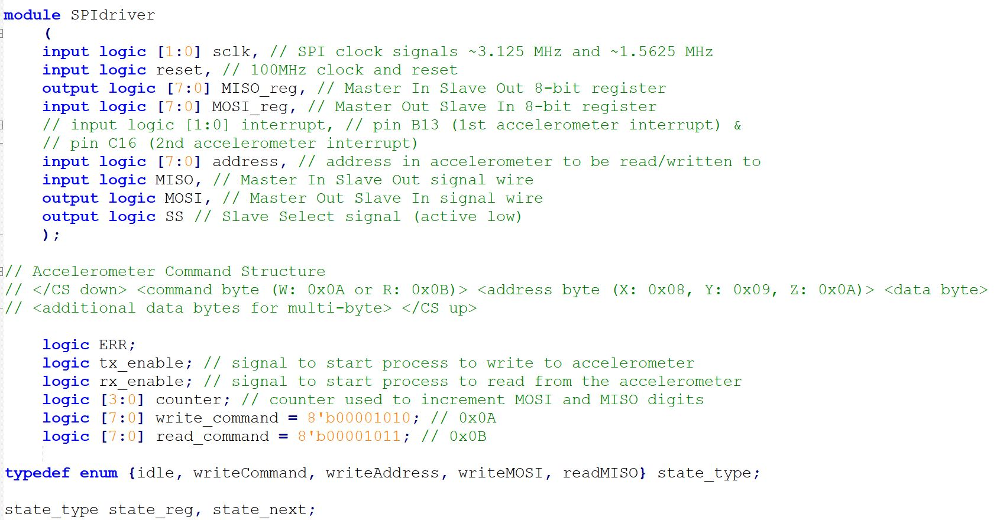 module SPIdriver
(
input logic [1:0] sclk, // SPI clock signals ~3.125 MHz and ~1.5625 MHz
input logic reset, // 100MHz clock and reset
output logic [7:0] MISO_reg, // Master In Slave Out 8-bit register
input logic [7:0] MOSI_reg, // Master Out Slave In 8-bit register
// input logic [1:0] interrupt, // pin B13 (1st accelerometer interrupt) &
// pin C16 (2nd accelerometer interrupt)
input logic [7:0] address, // address in accelerometer to be read/written to
input logic MISO, // Master In Slave Out signal wire
output logic MOSI, // Master Out Slave In signal wire
output logic SS // Slave Select signal (active low)
);
// Accelerometer Command Structure
// </CS down> <command byte (W: 0x0A or R: 0x0B)> <address byte (X: 0x08, Y: 0x09, Z: 0x0A)> <data byte>
// <additional data bytes for multi-byte> </CS up>
logic ERR;
logic tx_enable; // signal to start process to write to accelerometer
logic rx_enable; // signal to start process to read from the accelerometer
logic [3:0] counter; // counter used to increment MOSI and MISO digits
logic [7:0] write_command = 8'b00001010; // 0x0A
logic [7:0] read_command = 8'b00001011; // 0x0B
typedef enum {idle, writeCommand, writeAddress, writeMOSI, readMISO} state_type;
state_type state_reg, state_next;